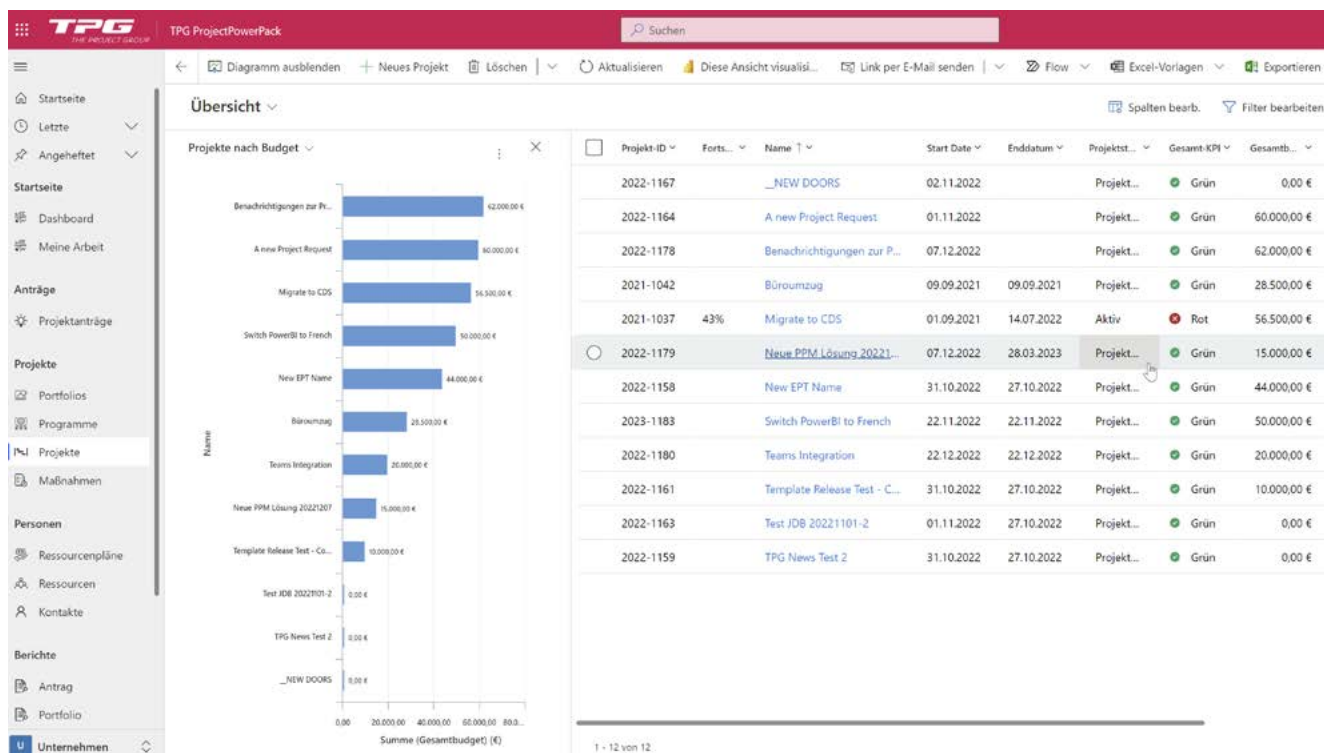 TPG
THE PROJECT GROUP
TPG ProjectPowerPack
Suchen
Diagramm ausblenden
Neues Projekt
Löschen
Aktualisieren
Diese Ansicht visualisi...
Link per E-Mail senden
Flow
Excel-Vorlagen
Exportieren
Startseite
Letzte
Angeheftet
Startseite
Dashboard
Meine Arbeit
Anträge
Projektanträge
Projekte
Portfolios
Programme
Projekte
Maßnahmen
Personen
Ressourcenpläne
Ressourcen
Kontakte
Berichte
Antrag
Portfolio
U Unternehmen
Übersicht
Spalten bearb.
Filter bearbeiten
Projekte nach Budget
Name
Benachrichtigungen zur Pr... 62.000,00 €
A new Project Request 60.000,00 €
Migrate to CDS 56.500,00 €
Switch PowerBI to French 50.000,00 €
New EPT Name 44.000,00 €
Büroumzug 28.500,00 €
Teams Integration 20.000,00 €
Neue PPM Lösung 20221207 15.000,00 €
Template Release Test - Co... 10.000,00 €
Test JDB 20221101-2 0,00 €
TPG News Test 2 0,00 €
__NEW DOORS 0,00 €
0,00 20.000,00 40.000,00 60.000,00 80.0...
Summe (Gesamtbudget) (€)
Projekt-ID Forts... Name Start Date Enddatum Projektst... Gesamt-KPI Gesamtb...
2022-1167 __NEW DOORS 02.11.2022 Projekt... Grün 0,00 €
2022-1164 A new Project Request 01.11.2022 Projekt... Grün 60.000,00 €
2022-1178 Benachrichtigungen zur P... 07.12.2022 Projekt... Grün 62.000,00 €
2021-1042 Büroumzug 09.09.2021 09.09.2021 Projekt... Grün 28.500,00 €
2021-1037 43% Migrate to CDS 01.09.2021 14.07.2022 Aktiv Rot 56.500,00 €
2022-1179 Neue PPM Lösung 20221... 07.12.2022 28.03.2023 Projekt... Grün 15.000,00 €
2022-1158 New EPT Name 31.10.2022 27.10.2022 Projekt... Grün 44.000,00 €
2023-1183 Switch PowerBI to French 22.11.2022 22.11.2022 Projekt... Grün 50.000,00 €
2022-1180 Teams Integration 22.12.2022 22.12.2022 Projekt... Grün 20.000,00 €
2022-1161 Template Release Test - C... 31.10.2022 27.10.2022 Projekt... Grün 10.000,00 €
2022-1163 Test JDB 20221101-2 01.11.2022 27.10.2022 Projekt... Grün 0,00 €
2022-1159 TPG News Test 2 31.10.2022 27.10.2022 Projekt... Grün 0,00 €
1 - 12 von 12